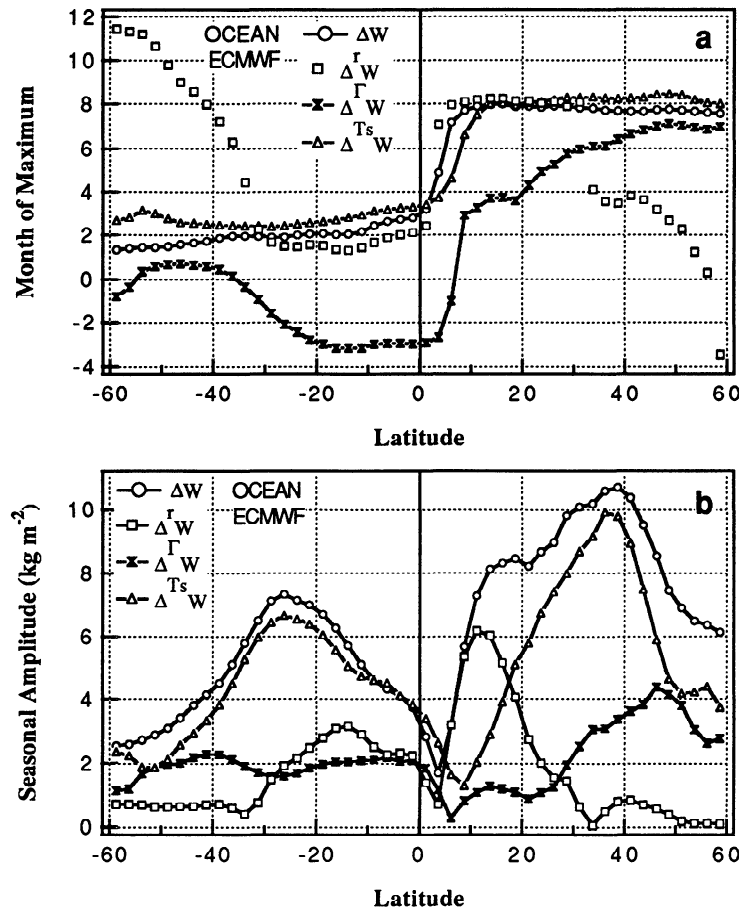 a
OCEAN
ECMWF
ΔW
Δ^r W
Δ^Γ W
Δ^Ts W
Month of Maximum
12
10
8
6
4
2
0
-2
-4
-60 -40 -20 0 20 40 60
Latitude
b
ΔW OCEAN
Δ^r W ECMWF
Δ^Γ W
Δ^Ts W
Seasonal Amplitude (kg m^-2)
10
8
6
4
2
0
-60 -40 -20 0 20 40 60
Latitude